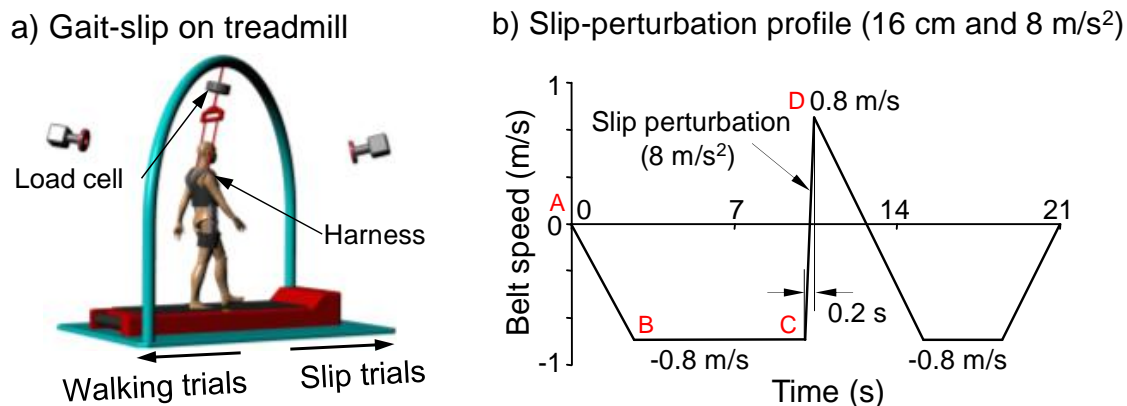 a) Gait-slip on treadmill
Load cell
Harness
Walking trials
Slip trials
b) Slip-perturbation profile (16 cm and 8 m/s²)
1
D 0.8 m/s
Slip perturbation
(8 m/s²)
A
0 7 14 21
0
Belt speed (m/s)
B
C
0.2 s
-0.8 m/s
-0.8 m/s
-1
Time (s)